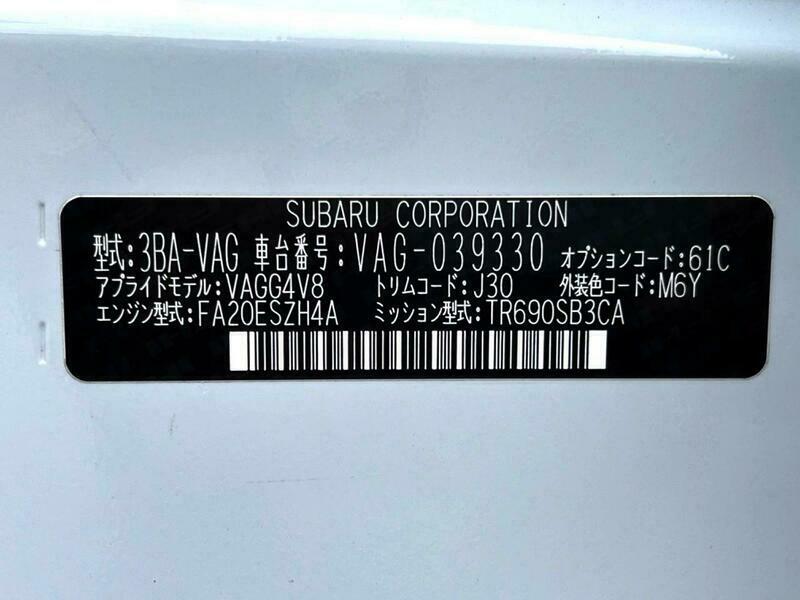 SUBARU CORPORATION
型式:3BA-VAG 車台番号:VAG-039330 オプションコード:61C
アプライドモデル:VAGG4V8 トリムコード:J30 外装色コード:M6Y
エンジン型式:FA20ESZH4A ミッション型式:TR690SB3CA